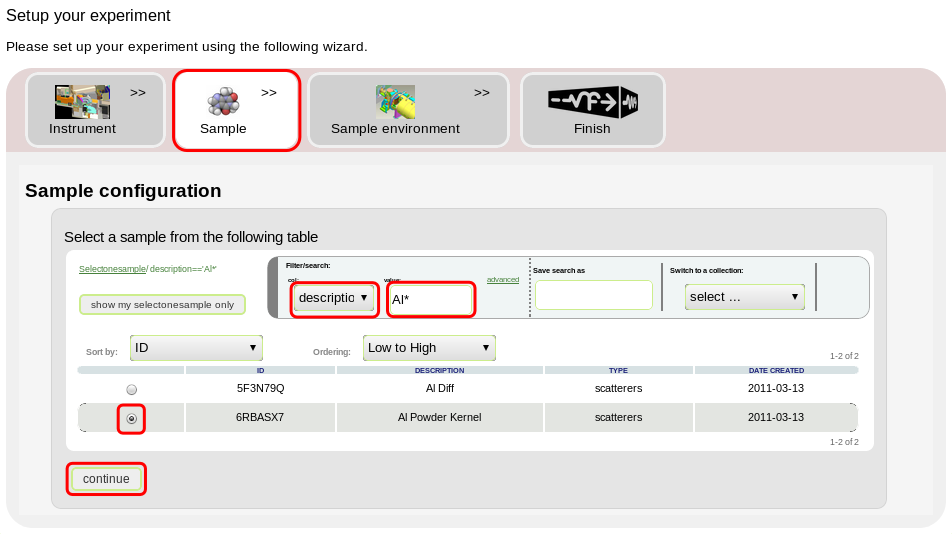 Setup your experiment
Please set up your experiment using the following wizard.
>> >> >>
Instrument Sample Sample environment Finish
Sample configuration
Select a sample from the following table
Selectonesample/ description=='Al*'
show my selectonesample only
Filter/search:
col: value: advanced
descriptio Al*
Save search as
Switch to a collection:
select ...
Sort by: ID Ordering: Low to High
1-2 of 2
ID DESCRIPTION TYPE DATE CREATED
5F3N79Q Al Diff scatterers 2011-03-13
6RBASX7 Al Powder Kernel scatterers 2011-03-13
1-2 of 2
continue